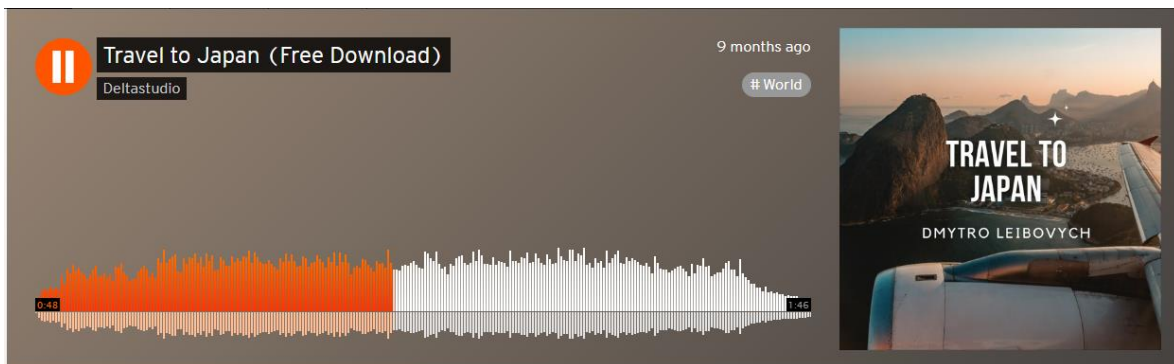 Travel to Japan (Free Download)
Deltastudio
9 months ago
# World
0:48
1:46
TRAVEL TO
JAPAN
DMYTRO LEIBOVYCH